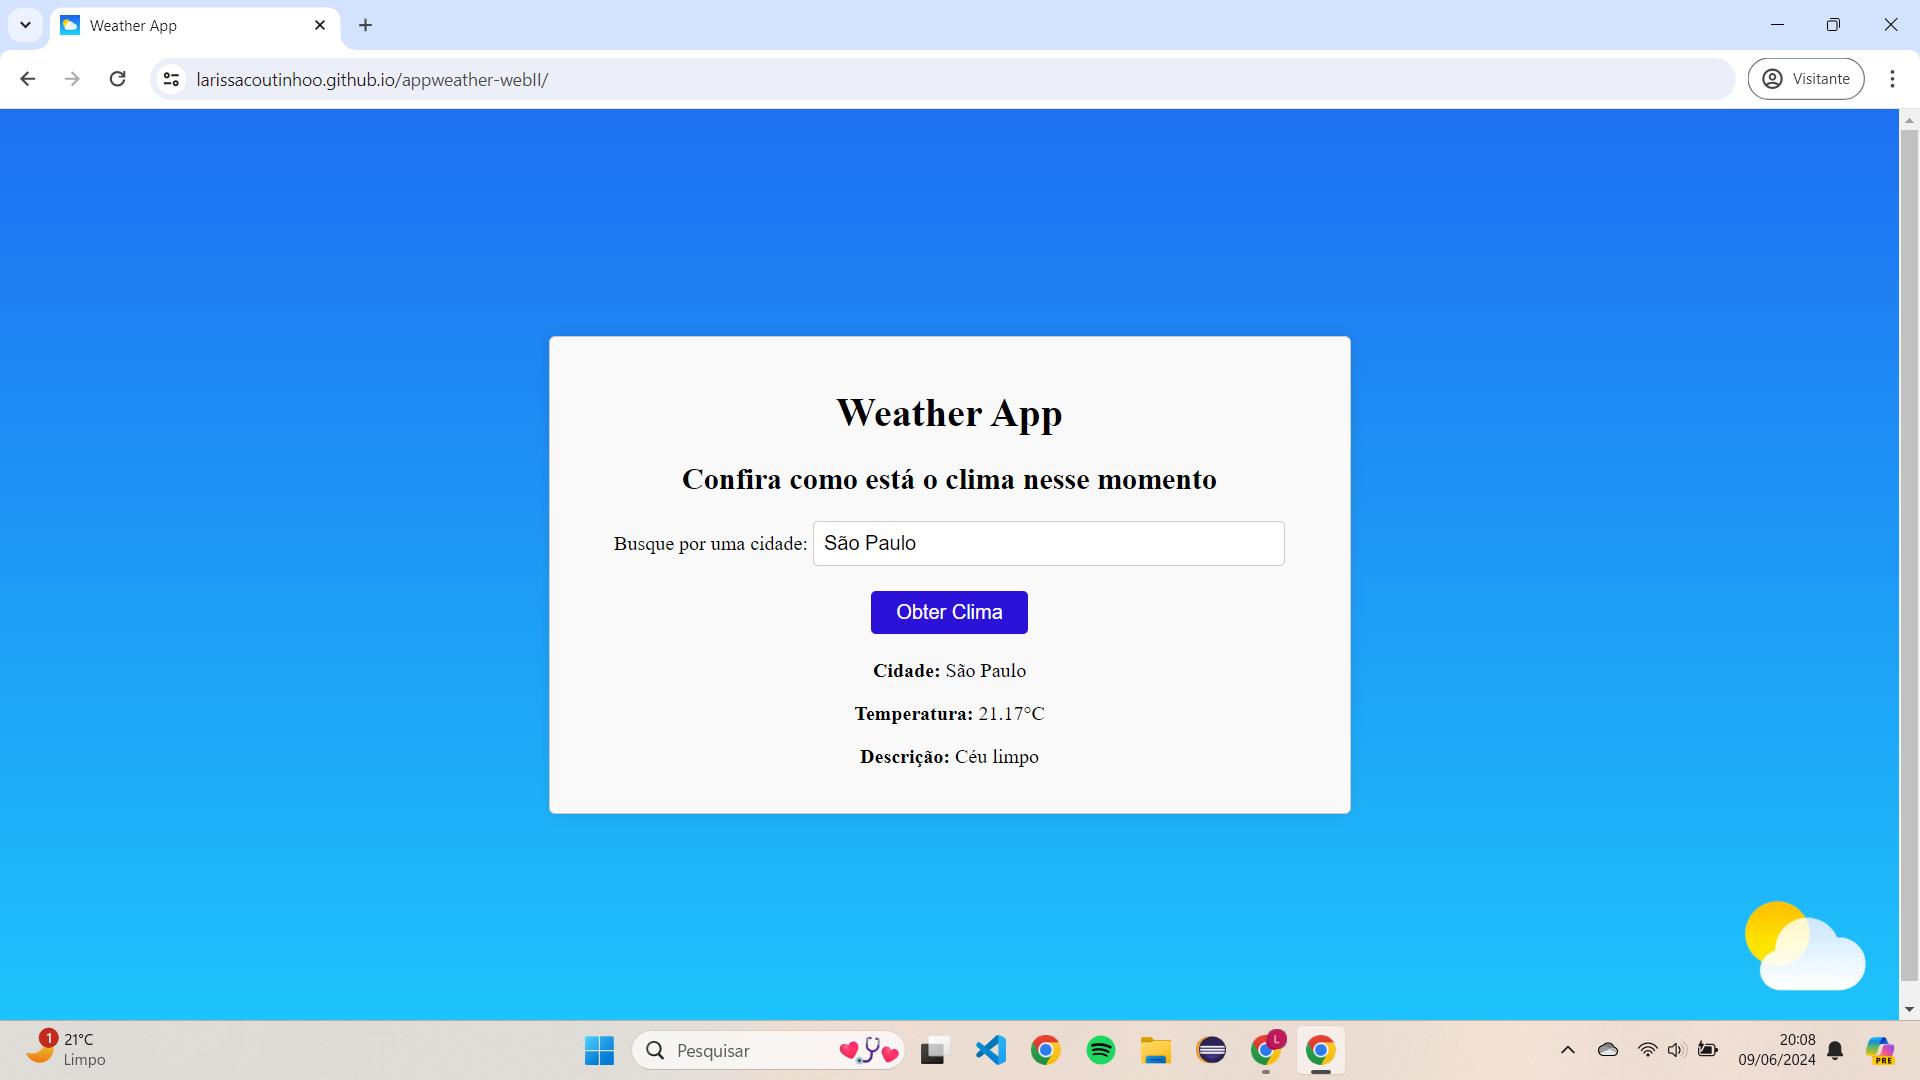 Weather App
larissacoutinhoo.github.io/appweather-webII/
Visitante
Weather App
Confira como está o clima nesse momento
Busque por uma cidade: São Paulo
Obter Clima
Cidade: São Paulo
Temperatura: 21.17°C
Descrição: Céu limpo
1
21°C
Limpo
Pesquisar
L
20:08
09/06/2024
PRE